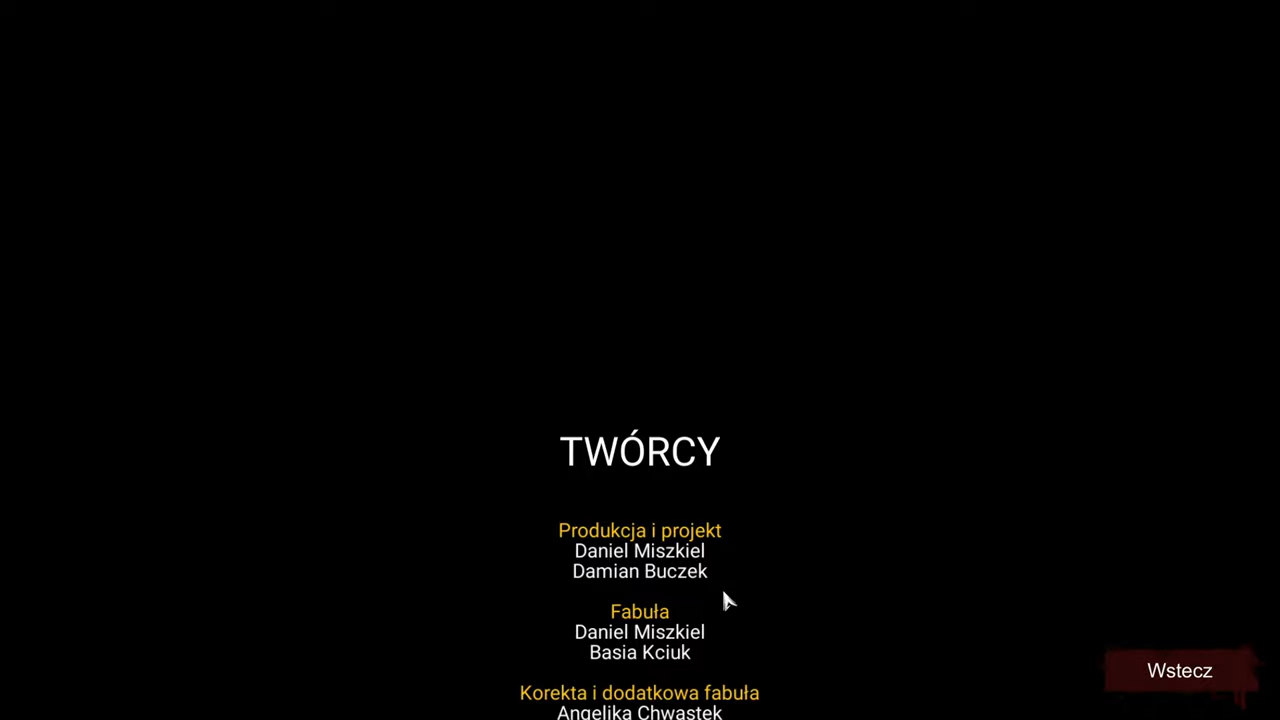 TWÓRCY
Produkcja i projekt
Daniel Miszkiel
Damian Buczek
Fabuła
Daniel Miszkiel
Basia Kciuk
Korekta i dodatkowa fabuła
Angelika Chwastek
Wstecz